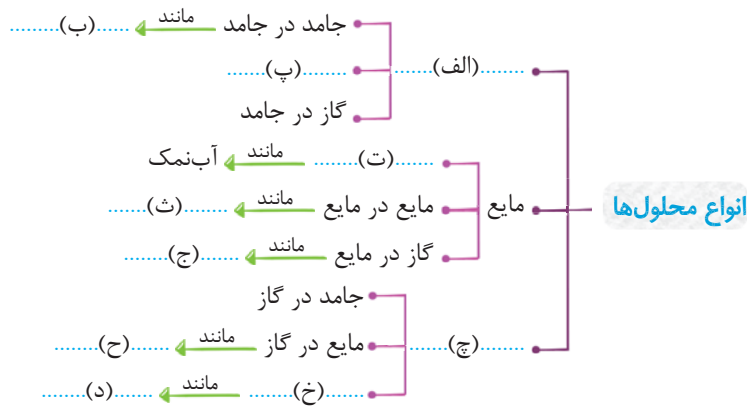 انواع محلول‌ها
........(الف)........
جامد در جامد مانند ......(ب).........
........(پ).......
گاز در جامد
مایع
.......(ت)........ مانند آب‌نمک
مایع در مایع مانند .......(ث).......
گاز در مایع مانند .......(ج)........
........(چ).......
جامد در گاز
مایع در گاز مانند .......(ح)........
.......(خ)........ مانند .......(د)........